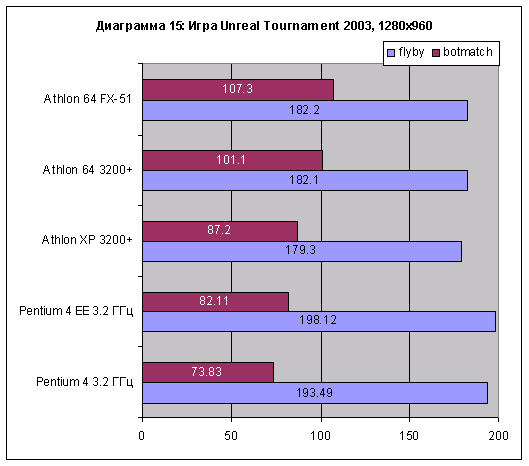 Диаграмма 15: Игра Unreal Tournament 2003, 1280x960
flyby botmatch
Athlon 64 FX-51
107.3
182.2
Athlon 64 3200+
101.1
182.1
Athlon XP 3200+
87.2
179.3
Pentium 4 EE 3.2 ГГц
82.11
198.12
Pentium 4 3.2 ГГц
73.83
193.49
0 50 100 150 200